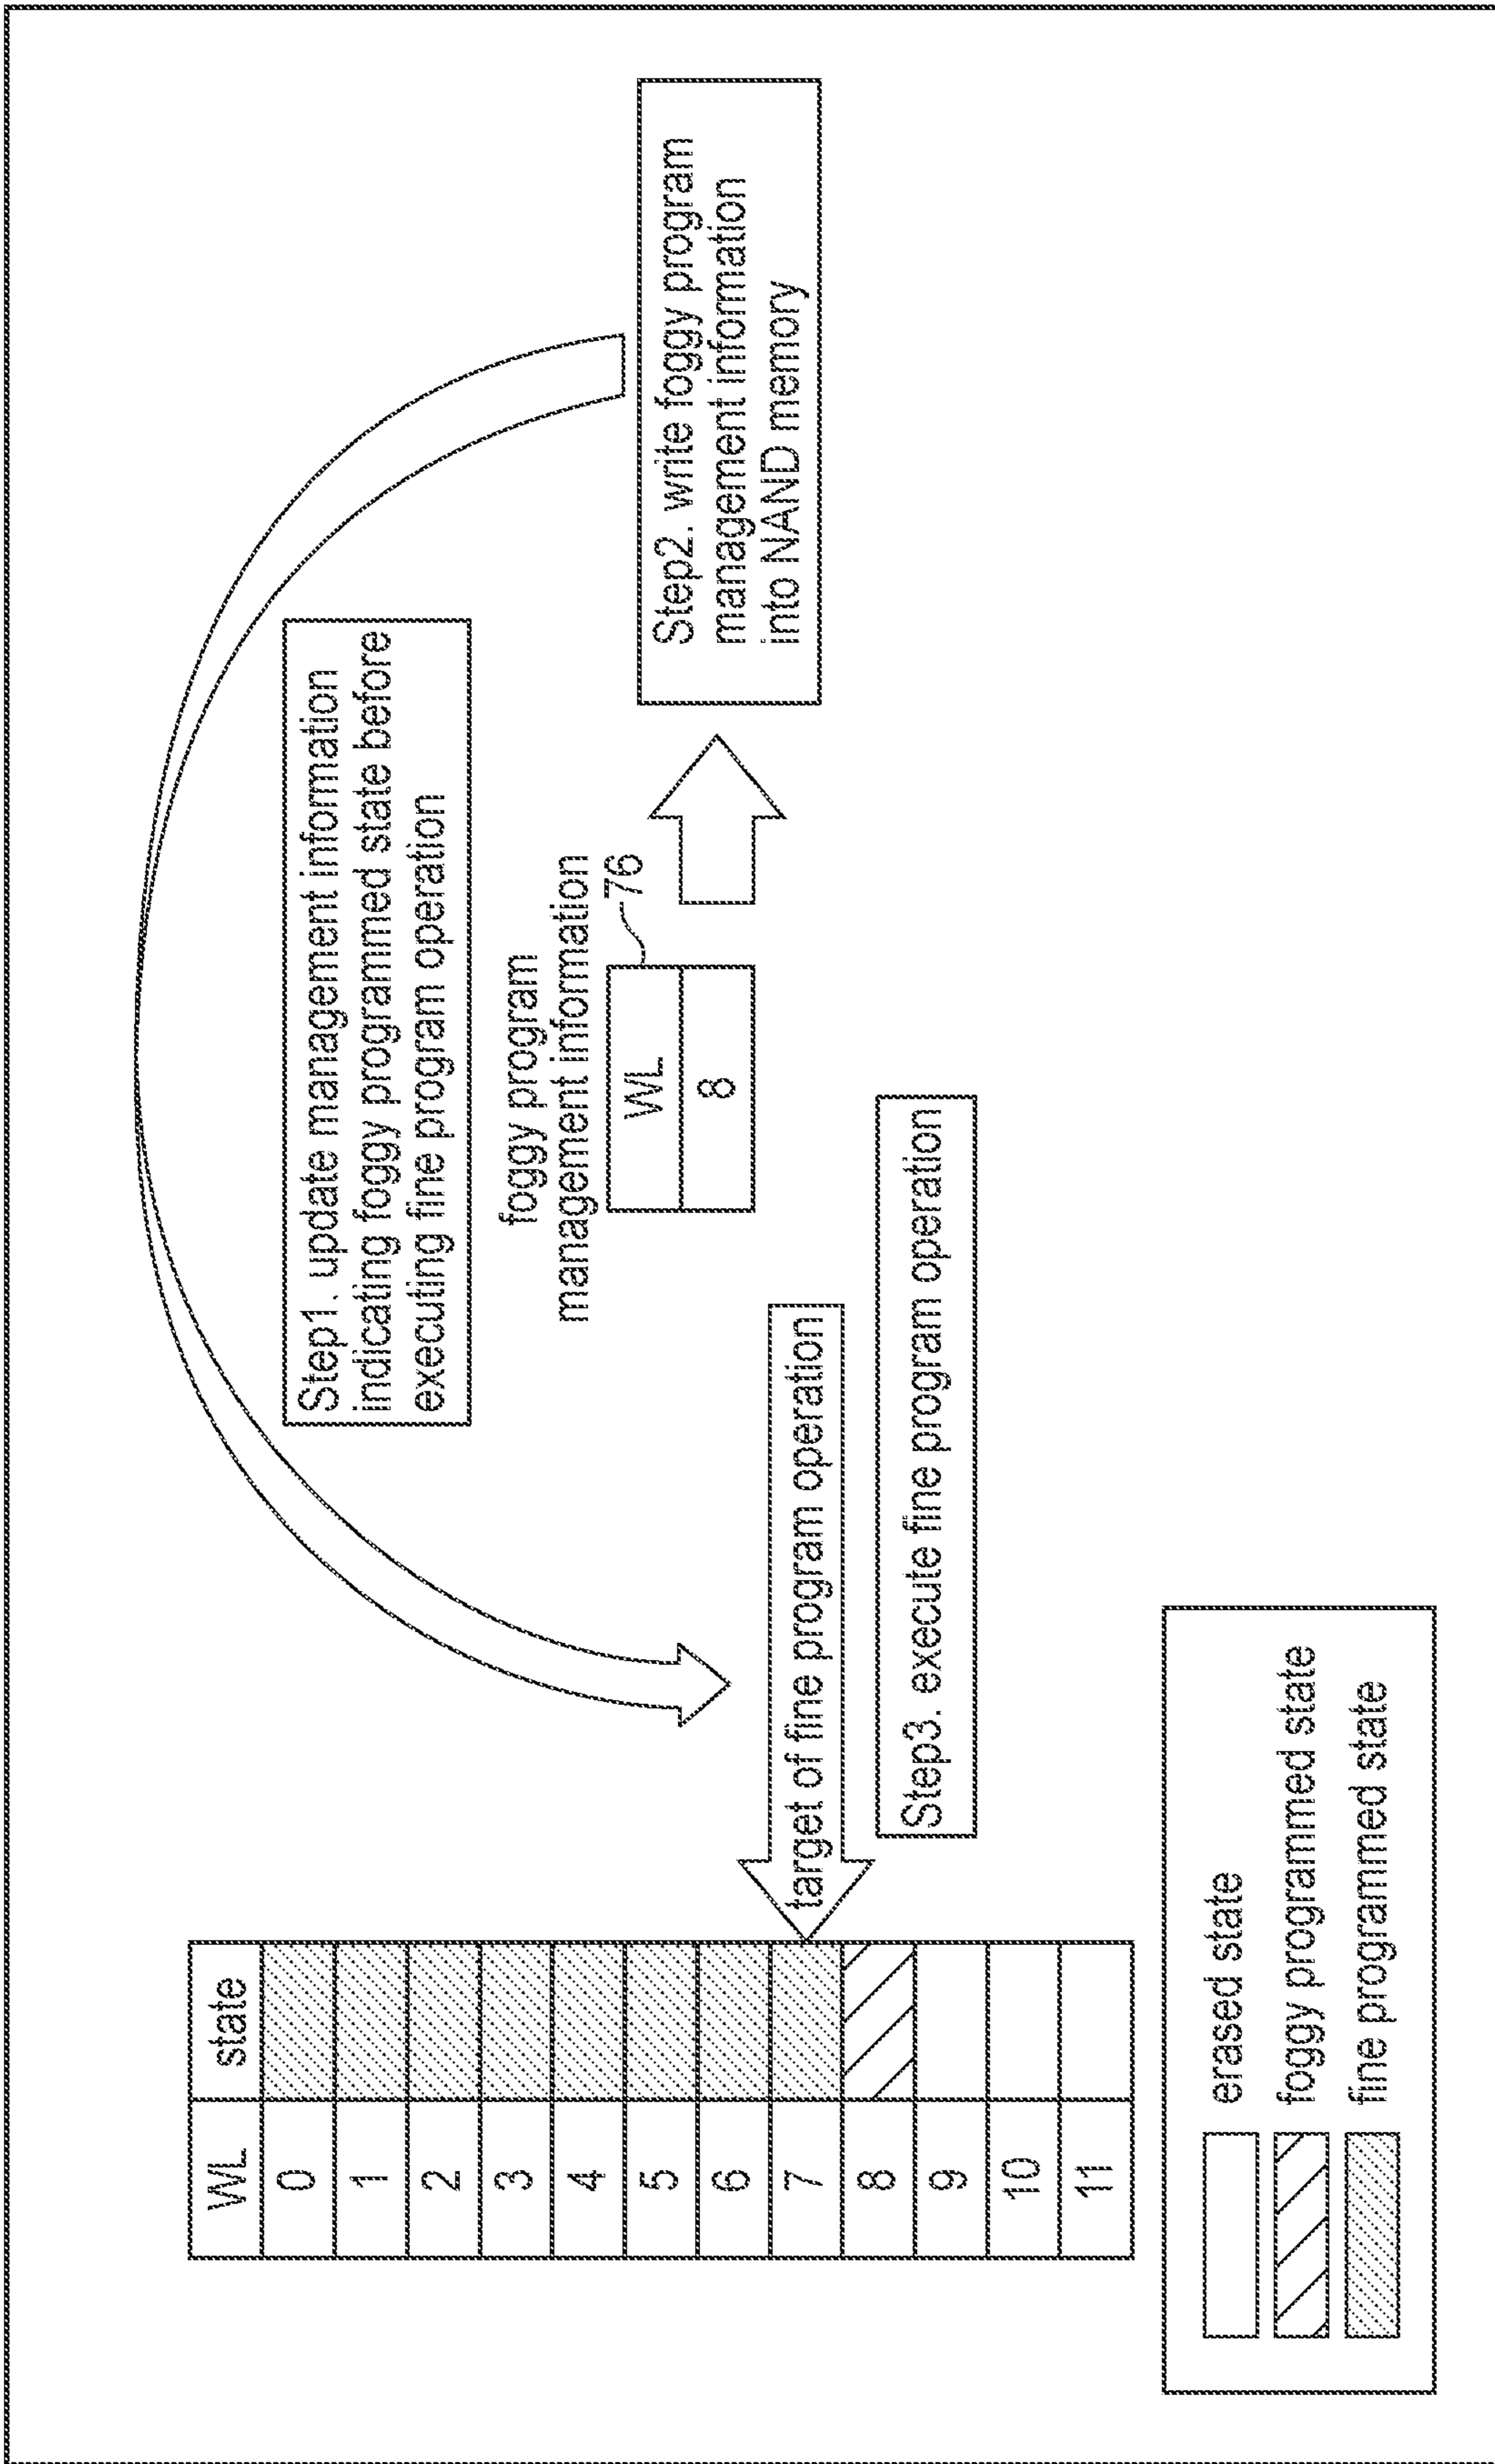 Step1. update management information
indicating foggy programmed state before
executing fine program operation
WL state
0
1
2
3
4
5
6
7
8
9
10
11
foggy program
management information
76
WL
8
Step2. write foggy program
management information
into NAND memory
target of fine program operation
Step3. execute fine program operation
erased state
foggy programmed state
fine programmed state